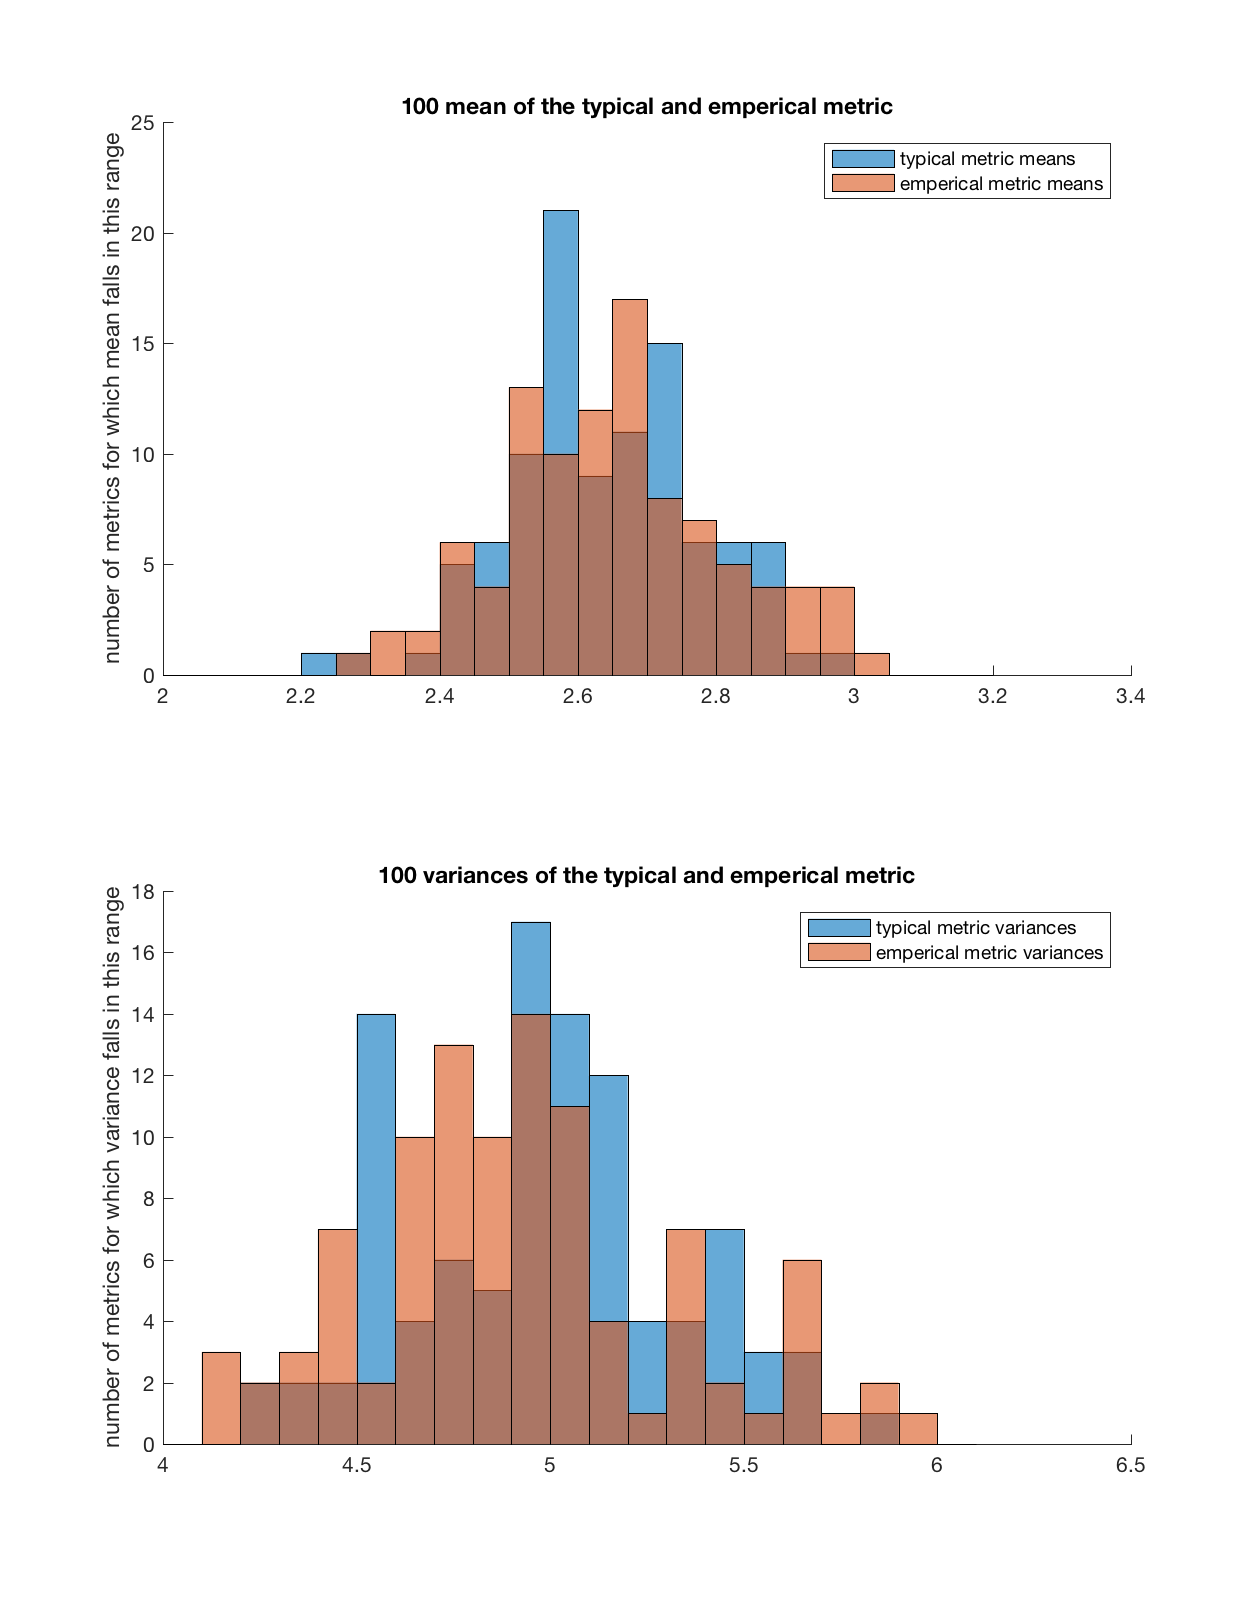 100 mean of the typical and emperical metric
number of metrics for which mean falls in this range
25
20
15
10
5
0
typical metric means
emperical metric means
2 2.2 2.4 2.6 2.8 3 3.2 3.4
100 variances of the typical and emperical metric
number of metrics for which variance falls in this range
18
16
14
12
10
8
6
4
2
0
typical metric variances
emperical metric variances
4 4.5 5 5.5 6 6.5